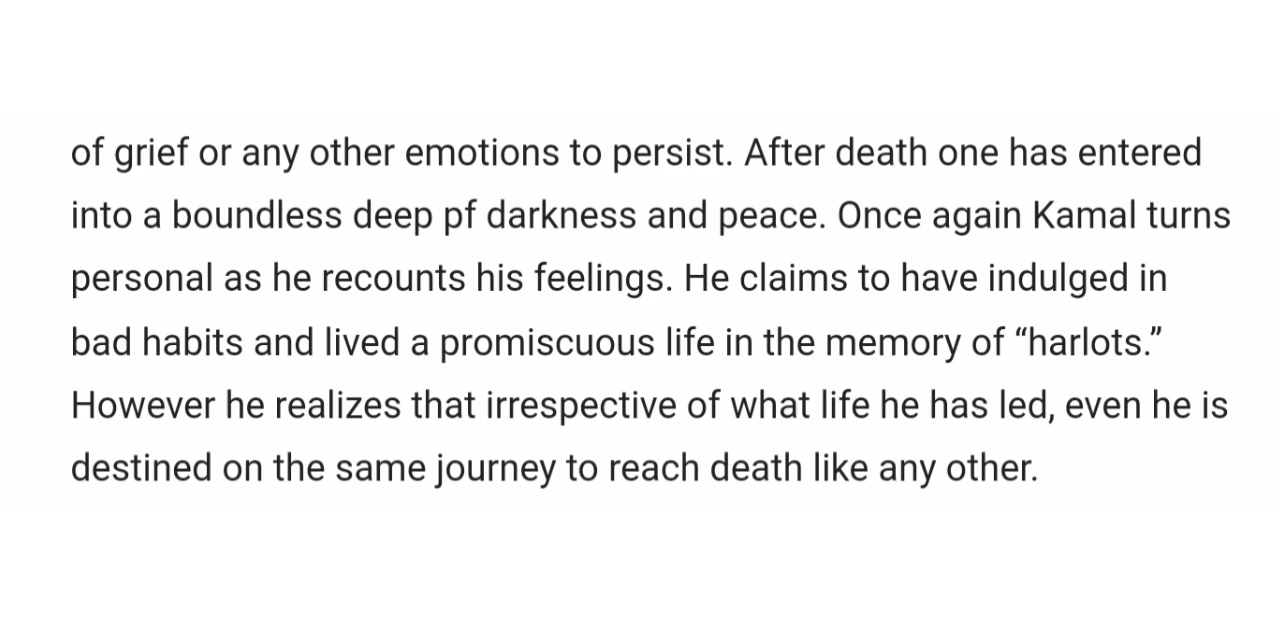 of grief or any other emotions to persist. After death one has entered
into a boundless deep pf darkness and peace. Once again Kamal turns
personal as he recounts his feelings. He claims to have indulged in
bad habits and lived a promiscuous life in the memory of “harlots.”
However he realizes that irrespective of what life he has led, even he is
destined on the same journey to reach death like any other.